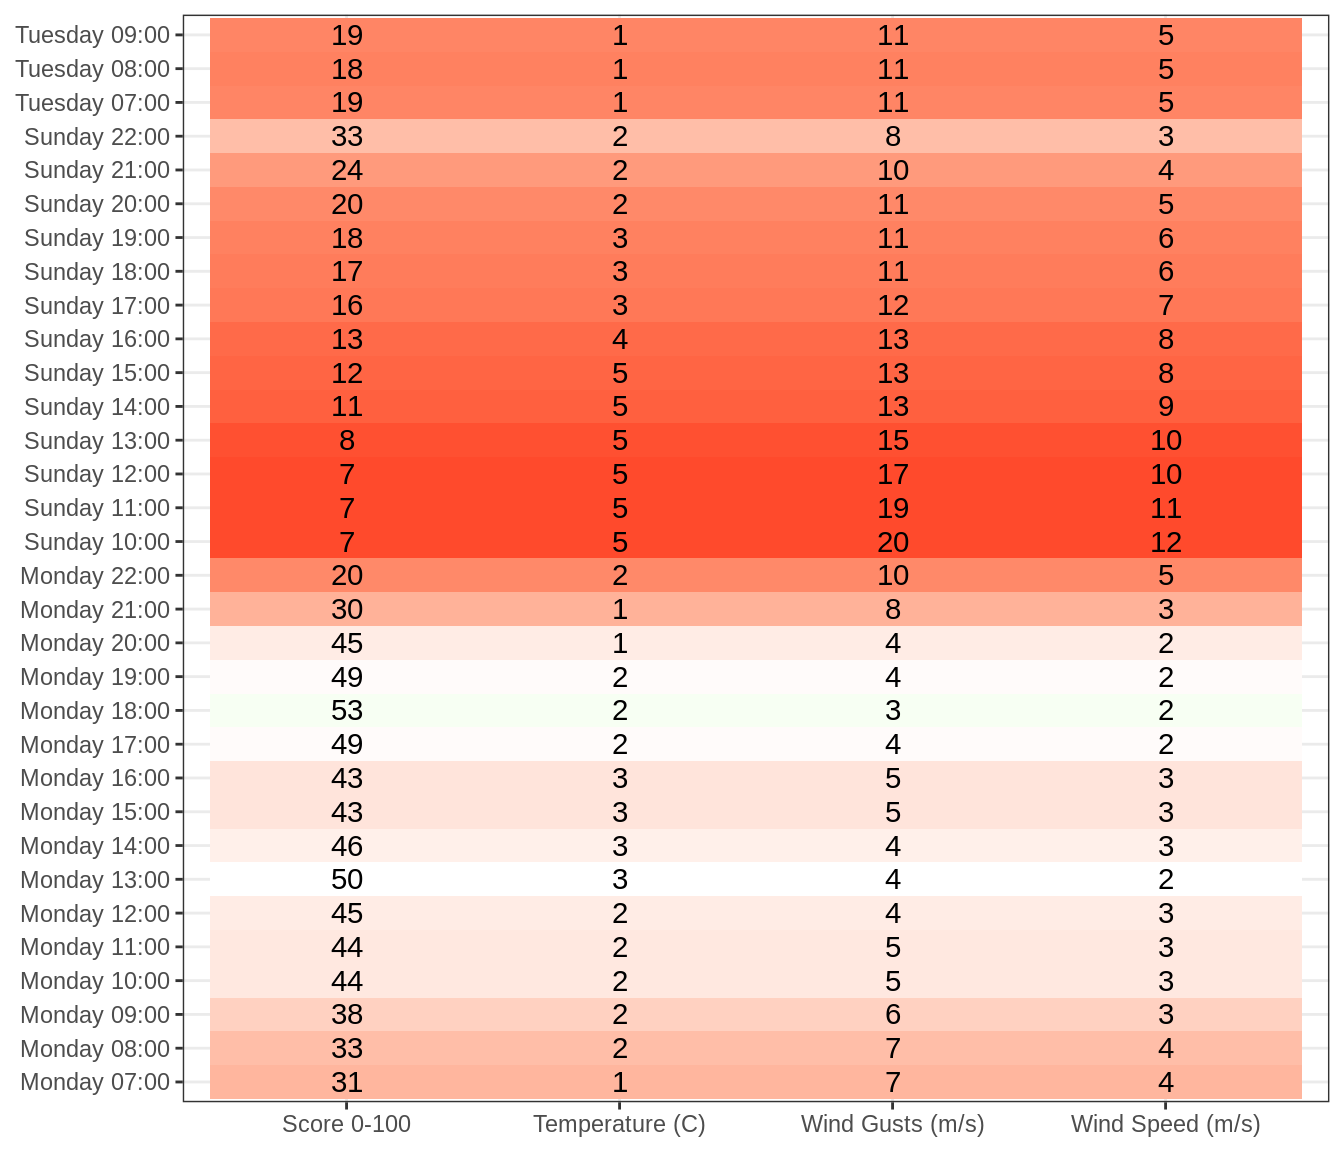 Tuesday 09:00 19 1 11 5
Tuesday 08:00 18 1 11 5
Tuesday 07:00 19 1 11 5
Sunday 22:00 33 2 8 3
Sunday 21:00 24 2 10 4
Sunday 20:00 20 2 11 5
Sunday 19:00 18 3 11 6
Sunday 18:00 17 3 11 6
Sunday 17:00 16 3 12 7
Sunday 16:00 13 4 13 8
Sunday 15:00 12 5 13 8
Sunday 14:00 11 5 13 9
Sunday 13:00 8 5 15 10
Sunday 12:00 7 5 17 10
Sunday 11:00 7 5 19 11
Sunday 10:00 7 5 20 12
Monday 22:00 20 2 10 5
Monday 21:00 30 1 8 3
Monday 20:00 45 1 4 2
Monday 19:00 49 2 4 2
Monday 18:00 53 2 3 2
Monday 17:00 49 2 4 2
Monday 16:00 43 3 5 3
Monday 15:00 43 3 5 3
Monday 14:00 46 3 4 3
Monday 13:00 50 3 4 2
Monday 12:00 45 2 4 3
Monday 11:00 44 2 5 3
Monday 10:00 44 2 5 3
Monday 09:00 38 2 6 3
Monday 08:00 33 2 7 4
Monday 07:00 31 1 7 4
Score 0-100 Temperature (C) Wind Gusts (m/s) Wind Speed (m/s)